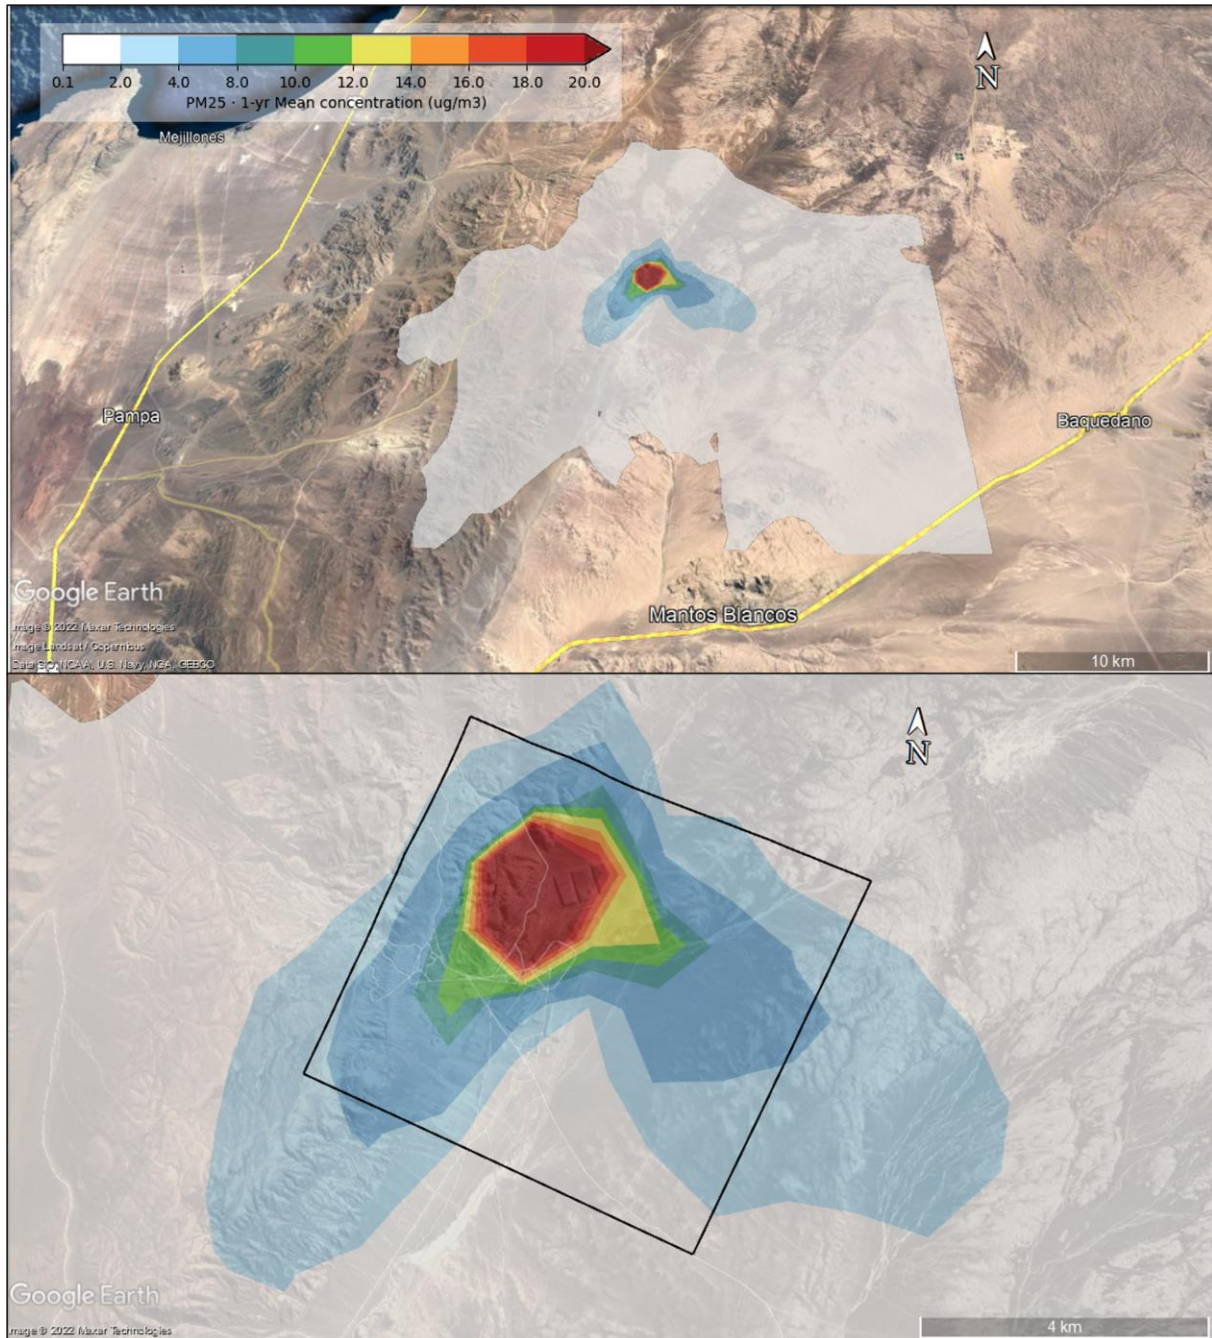 0.1 2.0 4.0 8.0 10.0 12.0 14.0 16.0 18.0 20.0
PM25 · 1-yr Mean concentration (ug/m3)
N
Mejillones
Pampa
Baquedano
Mantos Blancos
Google Earth
Image © 2022 Maxar Technologies
Image Landsat / Copernicus
Data SIO, NOAA, U.S. Navy, NGA, GEBCO
10 km
N
Google Earth
Image © 2022 Maxar Technologies
4 km